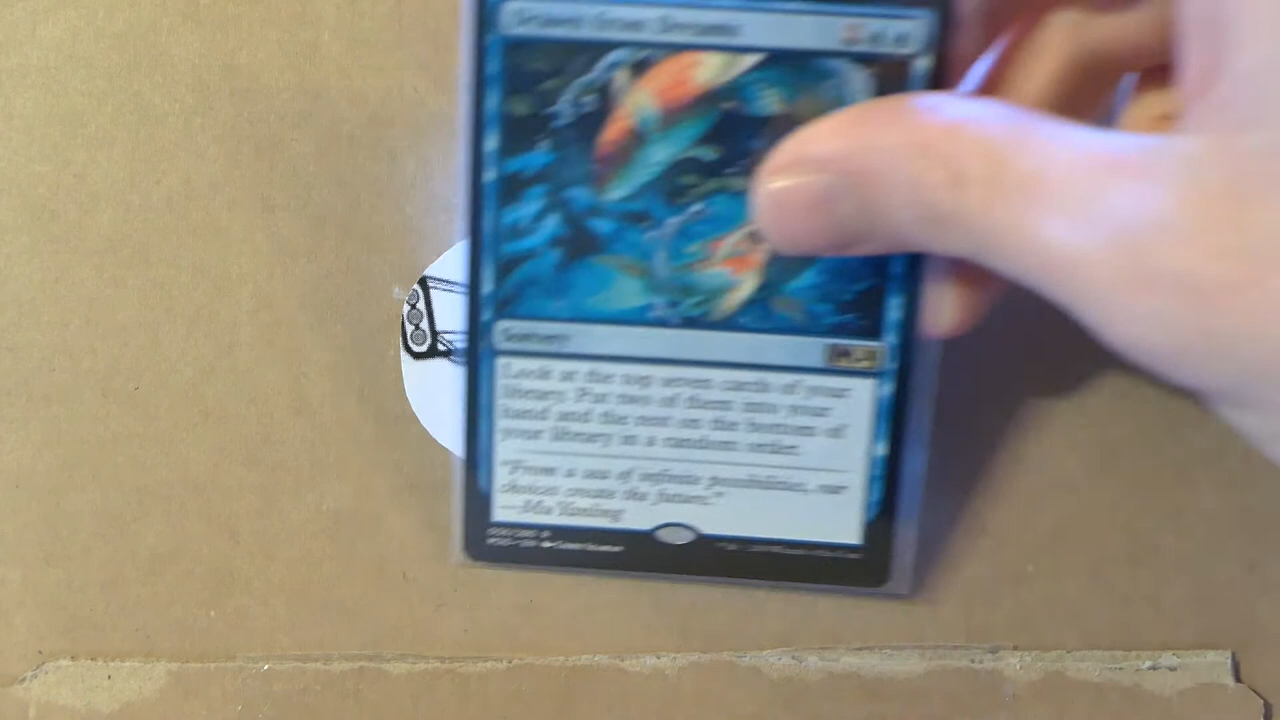 Drawn from Dreams
Sorcery
Look at the top seven cards of your
library. Put two of them into your
hand and the rest on the bottom of
your library in a random order.
"From a sea of infinite possibilities, our
choices create the future."
—Mu Yanling